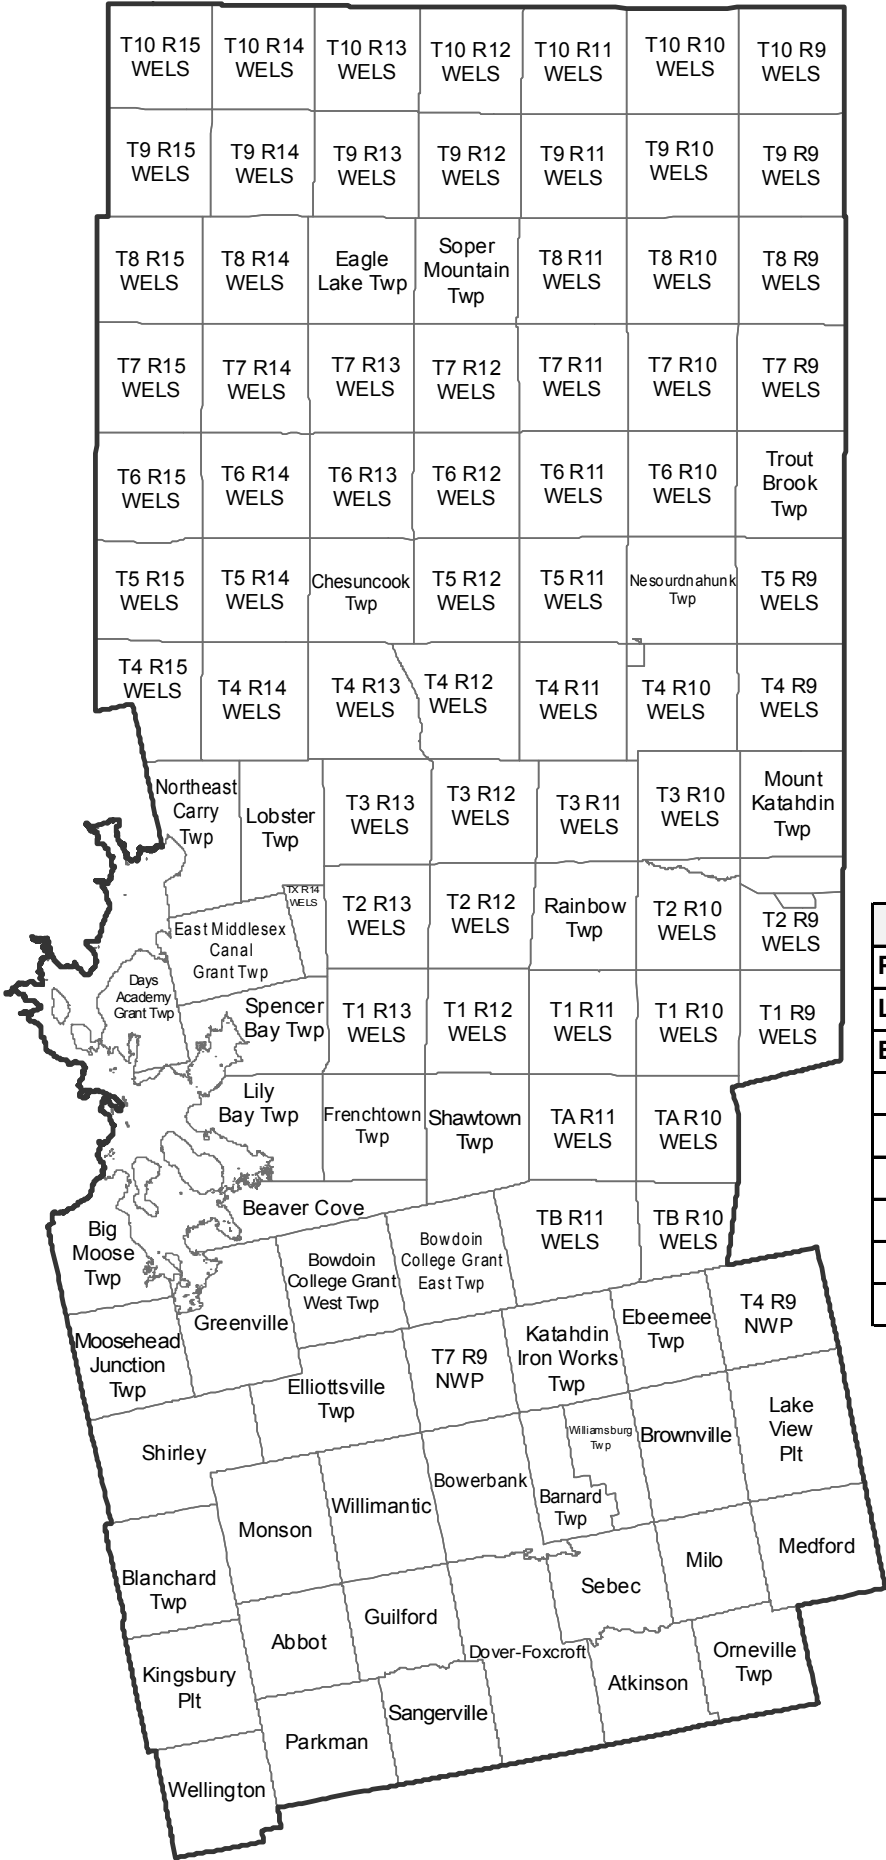 T10 R15
WELS
T10 R14
WELS
T10 R13
WELS
T10 R12
WELS
T10 R11
WELS
T10 R10
WELS
T10 R9
WELS
T9 R15
WELS
T9 R14
WELS
T9 R13
WELS
T9 R12
WELS
T9 R11
WELS
T9 R10
WELS
T9 R9
WELS
T8 R15
WELS
T8 R14
WELS
Eagle
Lake Twp
Soper
Mountain
Twp
T8 R11
WELS
T8 R10
WELS
T8 R9
WELS
T7 R15
WELS
T7 R14
WELS
T7 R13
WELS
T7 R12
WELS
T7 R11
WELS
T7 R10
WELS
T7 R9
WELS
T6 R15
WELS
T6 R14
WELS
T6 R13
WELS
T6 R12
WELS
T6 R11
WELS
T6 R10
WELS
Trout
Brook
Twp
T5 R15
WELS
T5 R14
WELS
Chesuncook
Twp
T5 R12
WELS
T5 R11
WELS
Nesourdnahunk
Twp
T5 R9
WELS
T4 R15
WELS
T4 R14
WELS
T4 R13
WELS
T4 R12
WELS
T4 R11
WELS
T4 R10
WELS
T4 R9
WELS
Northeast
Carry
Twp
Lobster
Twp
T3 R13
WELS
T3 R12
WELS
T3 R11
WELS
T3 R10
WELS
Mount
Katahdin
Twp
TX R14
WELS
T2 R13
WELS
T2 R12
WELS
Rainbow
Twp
T2 R10
WELS
T2 R9
WELS
East Middlesex
Canal
Grant Twp
Days
Academy
Grant Twp
Spencer
Bay Twp
T1 R13
WELS
T1 R12
WELS
T1 R11
WELS
T1 R10
WELS
T1 R9
WELS
Lily
Bay Twp
Frenchtown
Twp
Shawtown
Twp
TA R11
WELS
TA R10
WELS
Beaver Cove
TB R11
WELS
TB R10
WELS
Big
Moose
Twp
Bowdoin
College Grant
West Twp
Bowdoin
College Grant
East Twp
Greenville
Moosehead
Junction
Twp
Elliottsville
Twp
T7 R9
NWP
Katahdin
Iron Works
Twp
Ebeemee
Twp
T4 R9
NWP
Shirley
Williamsburg
Twp
Brownville
Lake
View
Plt
Monson
Willimantic
Bowerbank
Barnard
Twp
Blanchard
Twp
Sebec
Milo
Medford
Abbot
Guilford
Dover-Foxcroft
Kingsbury
Plt
Sangerville
Atkinson
Orneville
Twp
Parkman
Wellington